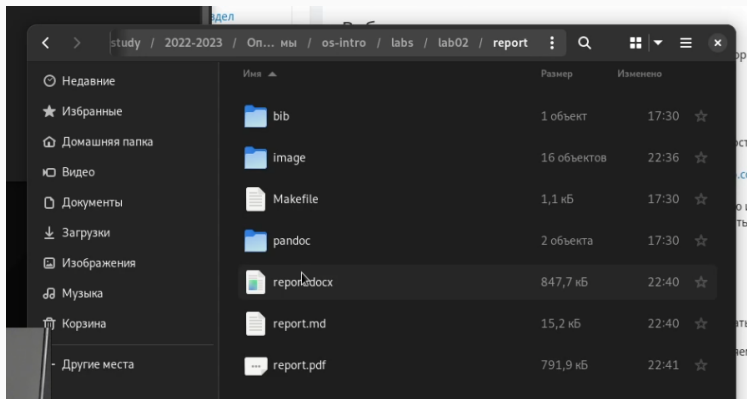 здел
study / 2022-2023 / Оп... мы / os-intro / labs / lab02 / report
Имя Размер Изменено
Недавние
Избранные
Домашняя папка
Видео
Документы
Загрузки
Изображения
Музыка
Корзина
Другие места
bib 1 объект 17:30
image 16 объектов 22:36
Makefile 1,1 кБ 17:30
pandoc 2 объекта 17:30
report.docx 847,7 кБ 22:40
report.md 15,2 кБ 22:40
report.pdf 791,9 кБ 22:41